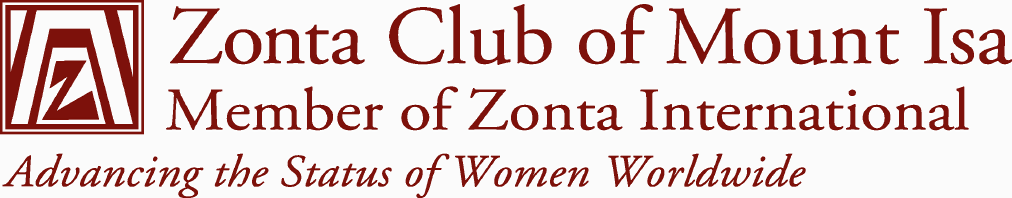 Zonta Club of Mount Isa
Member of Zonta International
Advancing the Status of Women Worldwide